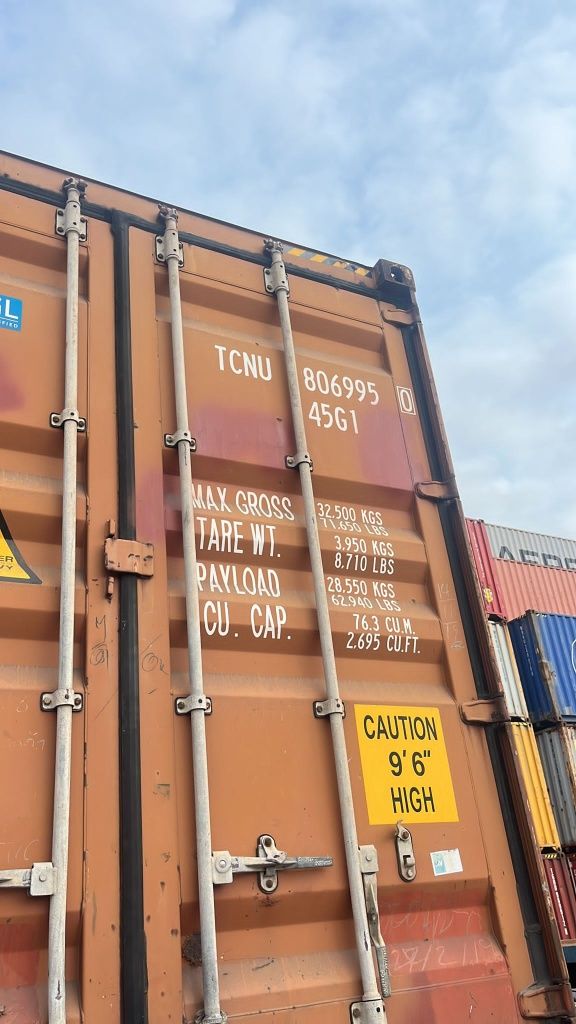 TCNU 806995 0
45G1
MAX GROSS 32.500 KGS
71.650 LBS
TARE WT. 3.950 KGS
8.710 LBS
PAYLOAD 28.550 KGS
62.940 LBS
CU. CAP. 76.3 CU.M.
2.695 CU.FT.
CAUTION
9' 6"
HIGH